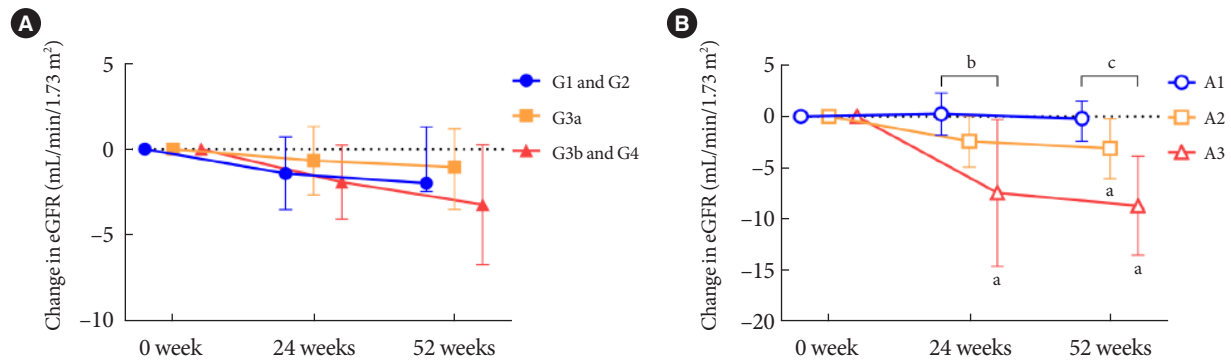 A
Change in eGFR (mL/min/1.73 m²)
5
0
−5
−10
0 week
24 weeks
52 weeks
G1 and G2
G3a
G3b and G4
B
Change in eGFR (mL/min/1.73 m²)
5
0
−5
−10
−15
−20
b
c
a
a
a
0 week
24 weeks
52 weeks
A1
A2
A3